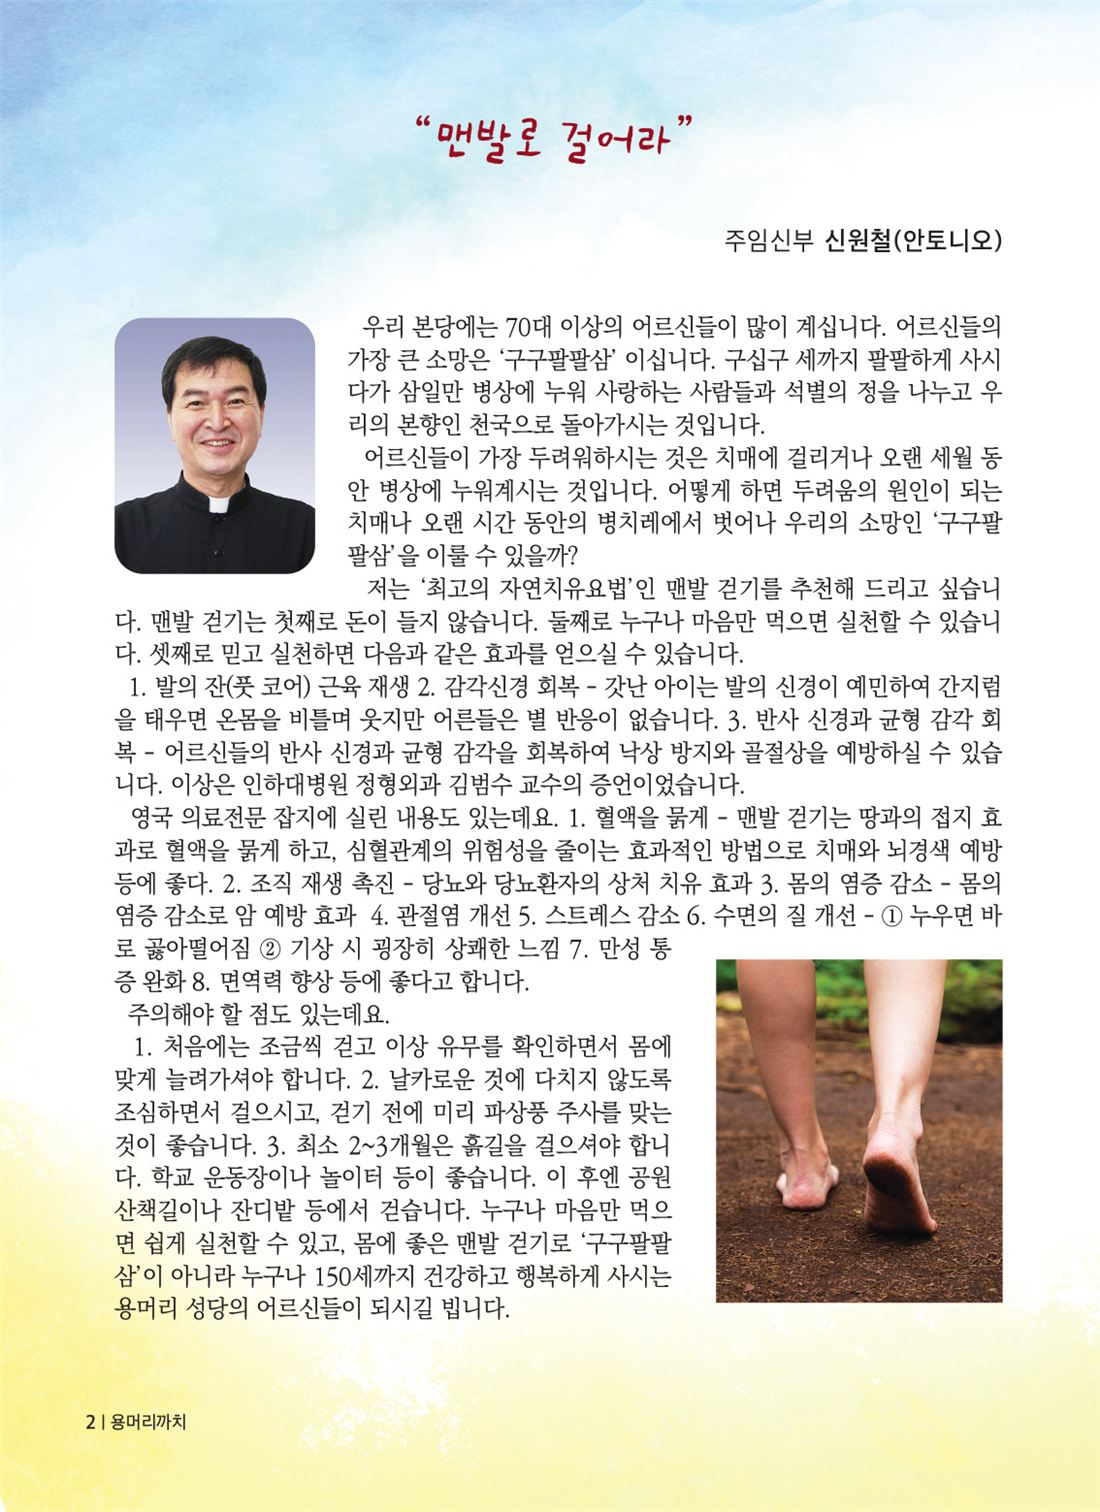 “맨발로 걸어라”
주임신부 신원철(안토니오)
우리 본당에는 70대 이상의 어르신들이 많이 계십니다. 어르신들의
가장 큰 소망은 ‘구구팔팔삼’ 이십니다. 구십구 세까지 팔팔하게 사시
다가 삼일만 병상에 누워 사랑하는 사람들과 석별의 정을 나누고 우
리의 본향인 천국으로 돌아가시는 것입니다.
어르신들이 가장 두려워하시는 것은 치매에 걸리거나 오랜 세월 동
안 병상에 누워계시는 것입니다. 어떻게 하면 두려움의 원인이 되는
치매나 오랜 시간 동안의 병치레에서 벗어나 우리의 소망인 ‘구구팔
팔삼’을 이룰 수 있을까?
저는 ‘최고의 자연치유요법’인 맨발 걷기를 추천해 드리고 싶습니
다. 맨발 걷기는 첫째로 돈이 들지 않습니다. 둘째로 누구나 마음만 먹으면 실천할 수 있습니
다. 셋째로 믿고 실천하면 다음과 같은 효과를 얻으실 수 있습니다.
1. 발의 잔(풋 코어) 근육 재생 2. 감각신경 회복 – 갓난 아이는 발의 신경이 예민하여 간지럼
을 태우면 온몸을 비틀며 웃지만 어른들은 별 반응이 없습니다. 3. 반사 신경과 균형 감각 회
복 – 어르신들의 반사 신경과 균형 감각을 회복하여 낙상 방지와 골절상을 예방하실 수 있습
니다. 이상은 인하대병원 정형외과 김범수 교수의 증언이었습니다.
영국 의료전문 잡지에 실린 내용도 있는데요. 1. 혈액을 묽게 – 맨발 걷기는 땅과의 접지 효
과로 혈액을 묽게 하고, 심혈관계의 위험성을 줄이는 효과적인 방법으로 치매와 뇌경색 예방
등에 좋다. 2. 조직 재생 촉진 – 당뇨와 당뇨환자의 상처 치유 효과 3. 몸의 염증 감소 – 몸의
염증 감소로 암 예방 효과 4. 관절염 개선 5. 스트레스 감소 6. 수면의 질 개선 – ① 누우면 바
로 곯아떨어짐 ② 기상 시 굉장히 상쾌한 느낌 7. 만성 통
증 완화 8. 면역력 향상 등에 좋다고 합니다.
주의해야 할 점도 있는데요.
1. 처음에는 조금씩 걷고 이상 유무를 확인하면서 몸에
맞게 늘려가셔야 합니다. 2. 날카로운 것에 다치지 않도록
조심하면서 걸으시고, 걷기 전에 미리 파상풍 주사를 맞는
것이 좋습니다. 3. 최소 2~3개월은 흙길을 걸으셔야 합니
다. 학교 운동장이나 놀이터 등이 좋습니다. 이 후엔 공원
산책길이나 잔디밭 등에서 걷습니다. 누구나 마음만 먹으
면 쉽게 실천할 수 있고, 몸에 좋은 맨발 걷기로 ‘구구팔팔
삼’이 아니라 누구나 150세까지 건강하고 행복하게 사시는
용머리 성당의 어르신들이 되시길 빕니다.
2 | 용머리까치